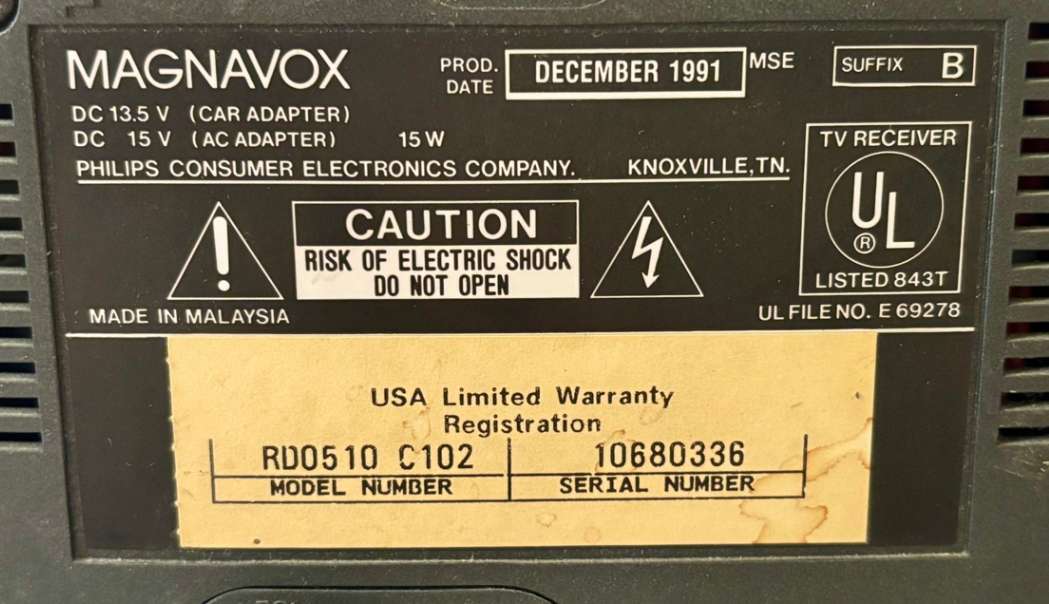 MAGNAVOX
PROD. DATE DECEMBER 1991 MSE
SUFFIX B
DC 13.5 V (CAR ADAPTER)
DC 15 V (AC ADAPTER) 15 W
PHILIPS CONSUMER ELECTRONICS COMPANY. KNOXVILLE, TN.
TV RECEIVER
UL
®
LISTED 843T
UL FILE NO. E 69278
CAUTION
RISK OF ELECTRIC SHOCK
DO NOT OPEN
MADE IN MALAYSIA
USA Limited Warranty
Registration
RD0510 C102 10680336
MODEL NUMBER SERIAL NUMBER